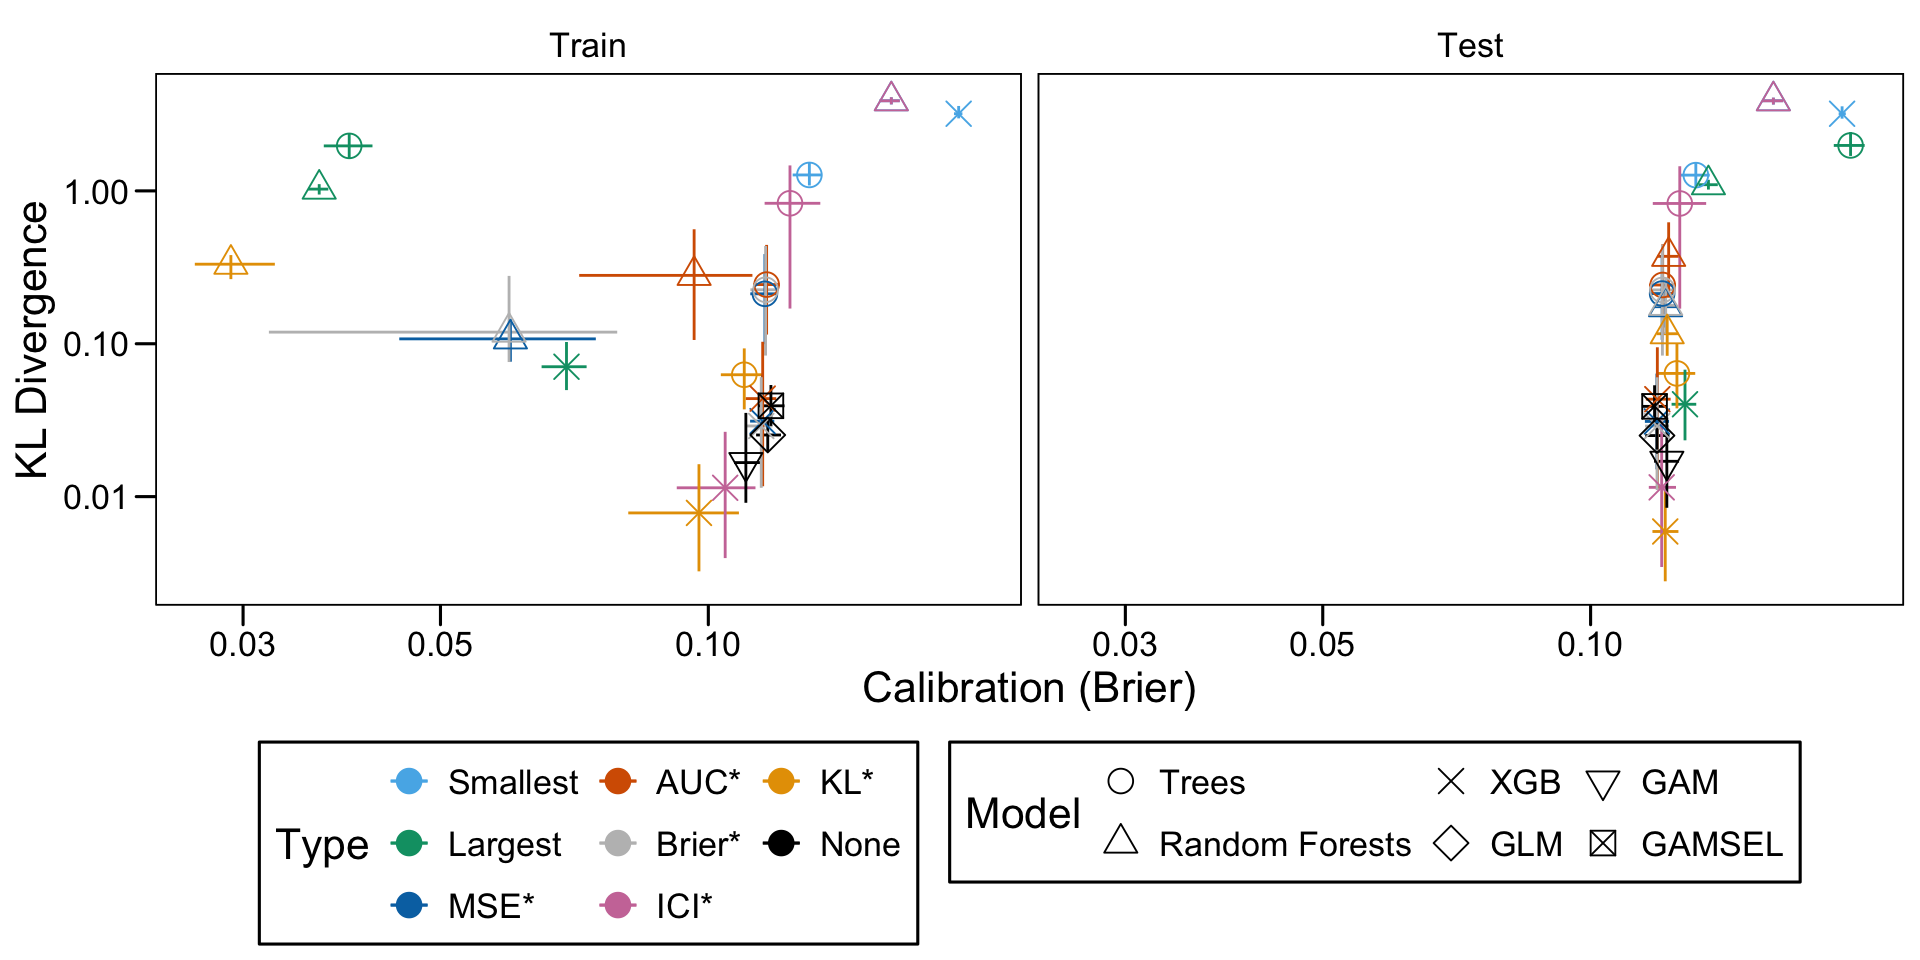 Train
Test
KL Divergence
1.00
0.10
0.01
0.03
0.05
0.10
0.03
0.05
0.10
Calibration (Brier)
Type
Smallest
Largest
MSE*
AUC*
Brier*
ICI*
KL*
None
Model
Trees
Random Forests
XGB
GLM
GAM
GAMSEL